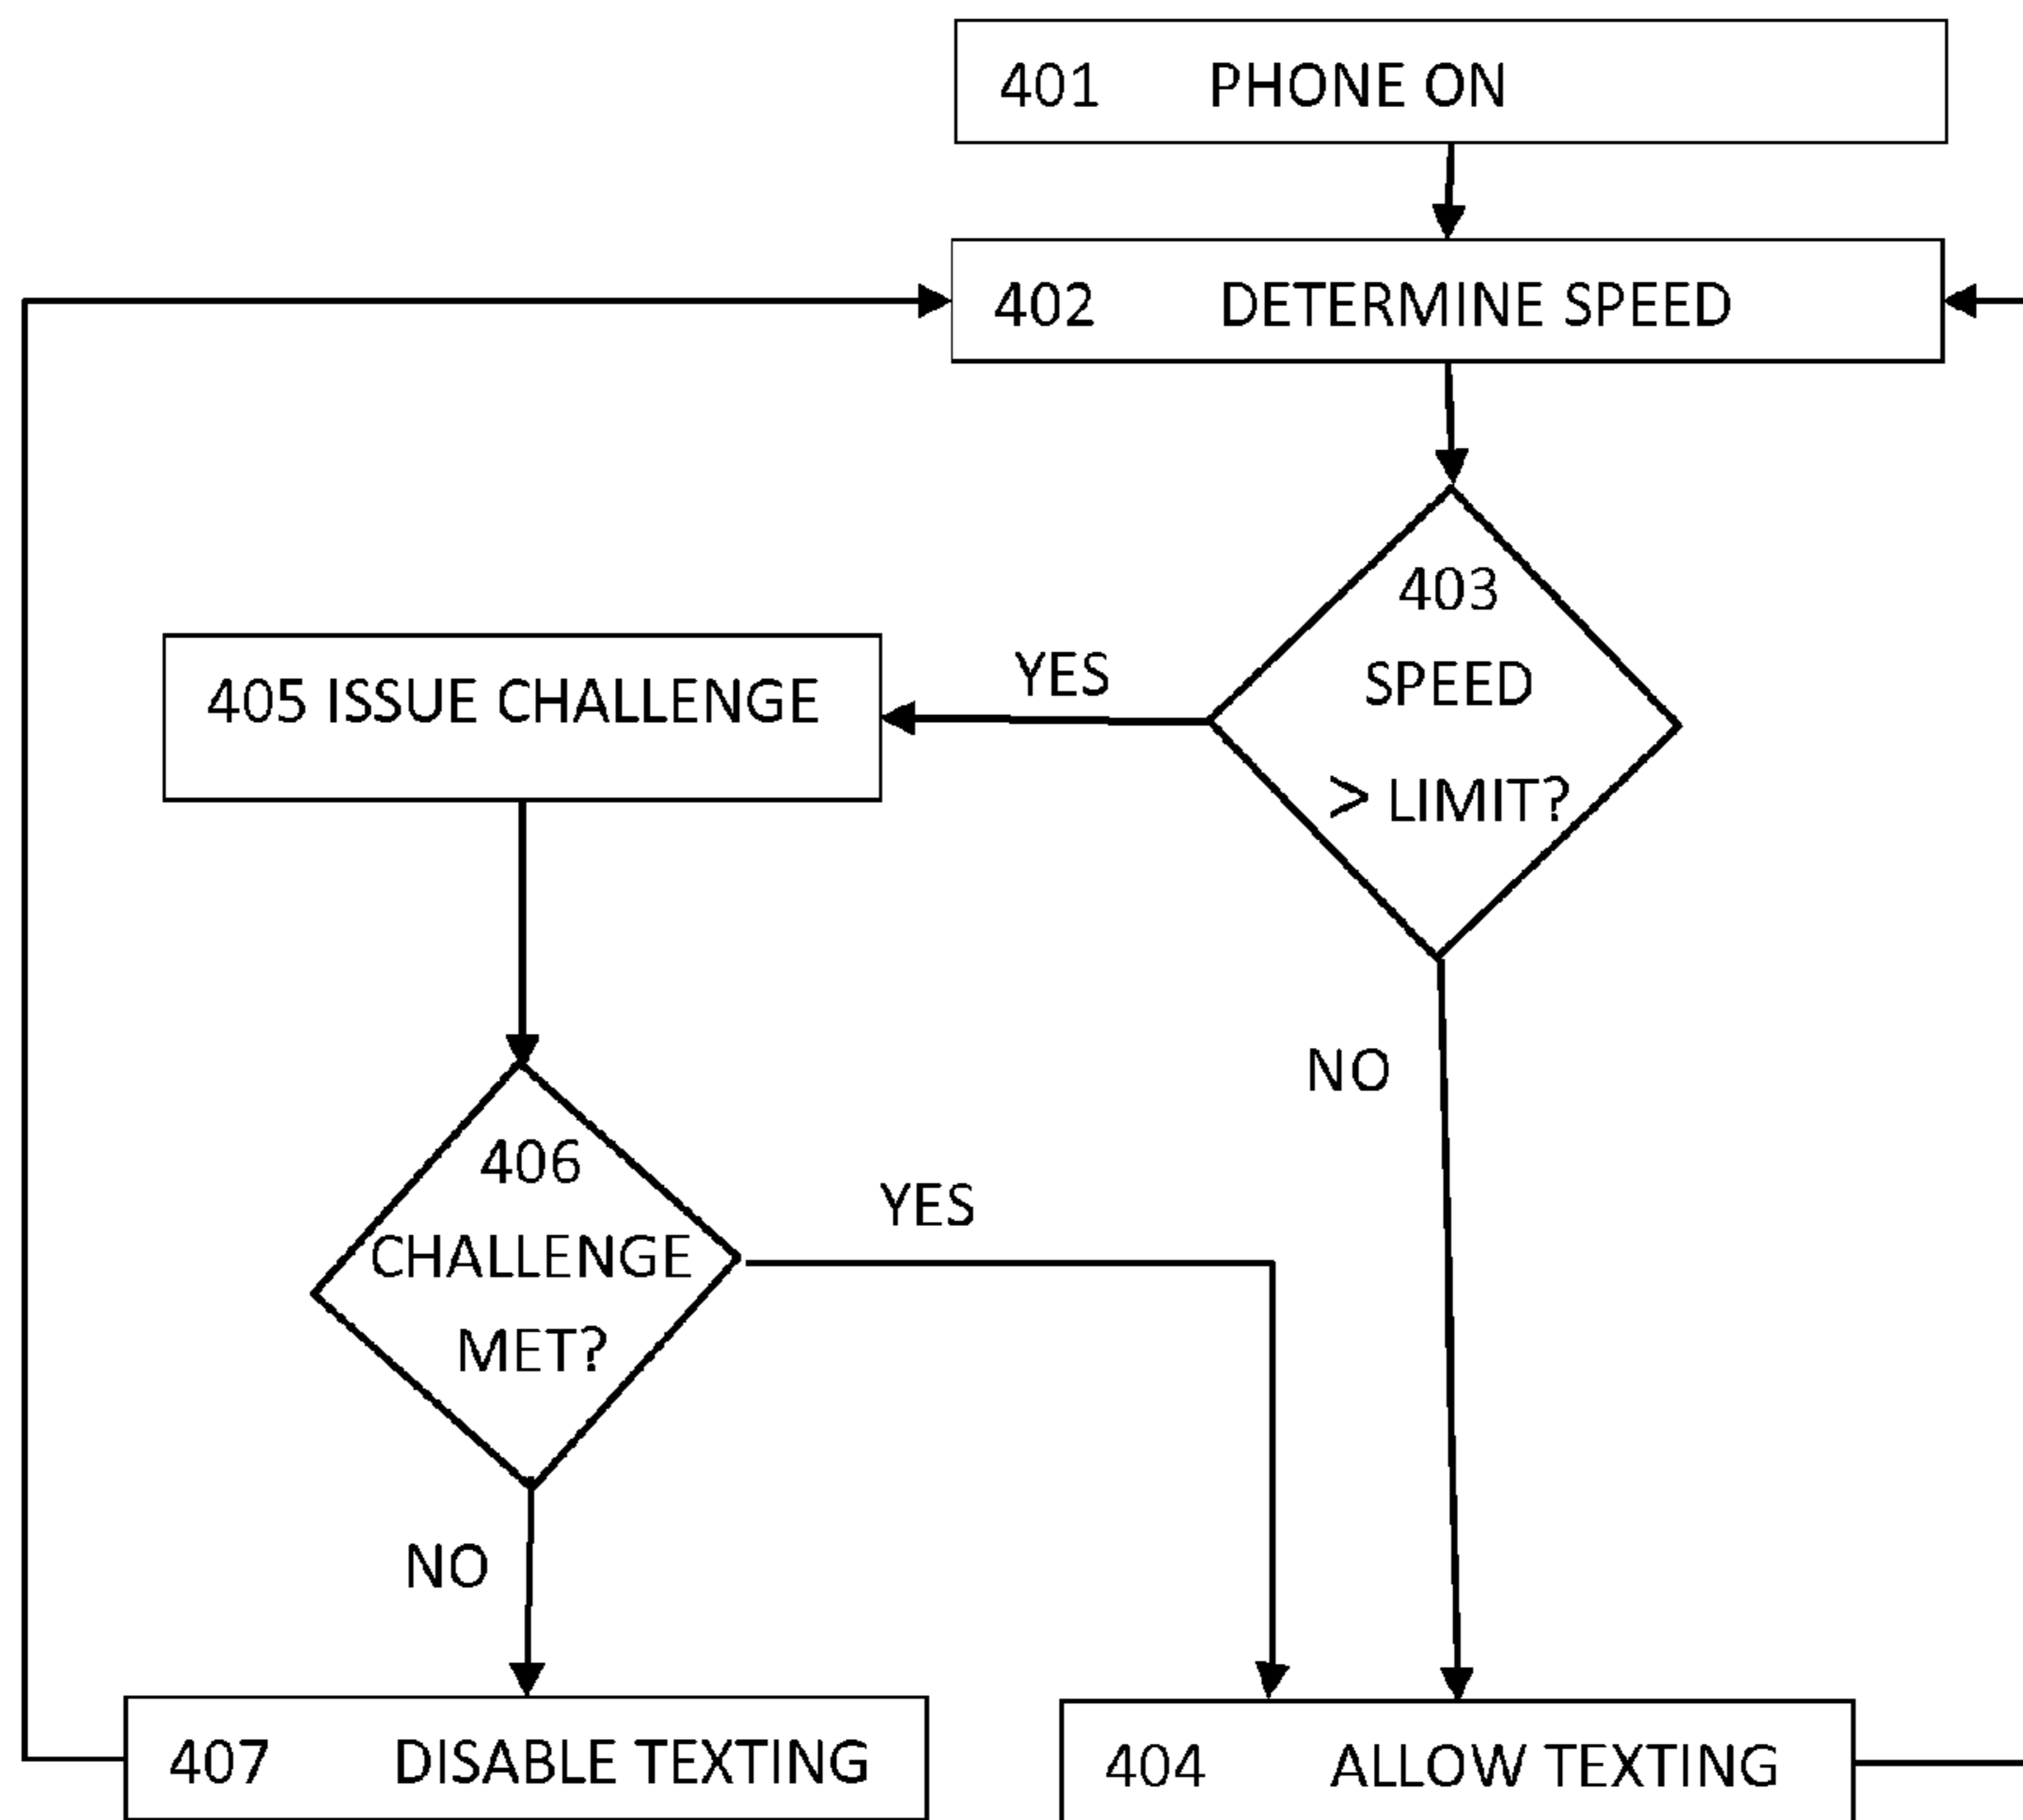 401 PHONE ON
402 DETERMINE SPEED
403
SPEED
> LIMIT?
YES
405 ISSUE CHALLENGE
NO
406
CHALLENGE
MET?
YES
NO
407 DISABLE TEXTING
404 ALLOW TEXTING